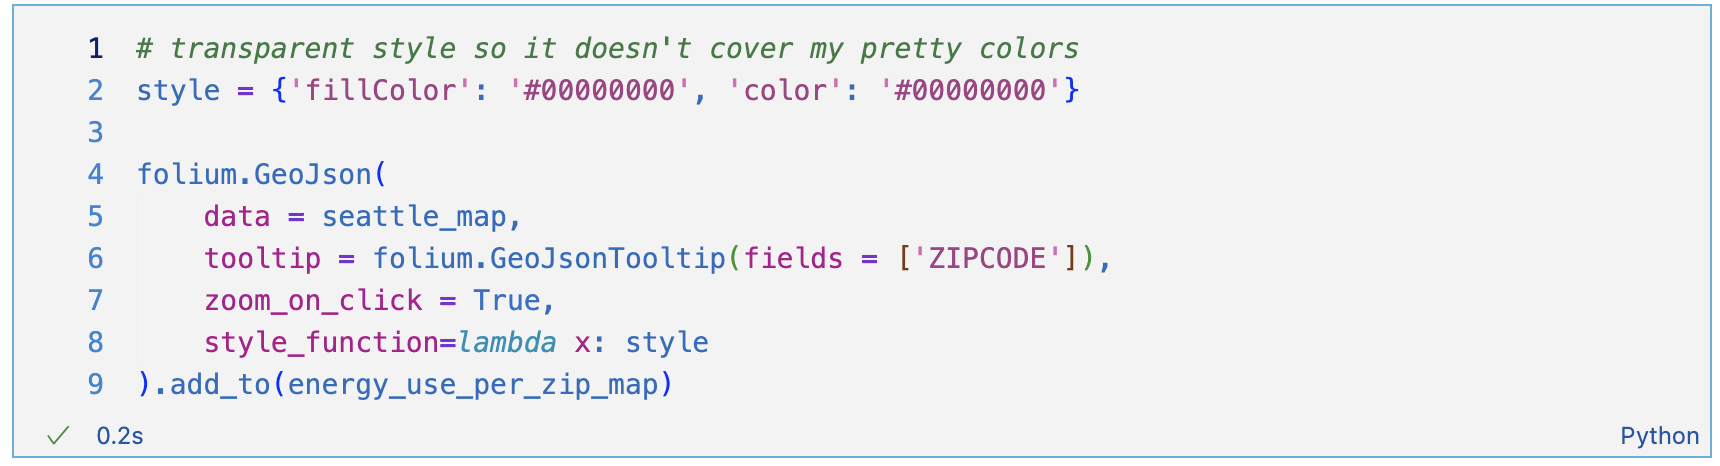 1 # transparent style so it doesn't cover my pretty colors
2 style = {'fillColor': '#00000000', 'color': '#00000000'}
3
4 folium.GeoJson(
5     data = seattle_map,
6     tooltip = folium.GeoJsonTooltip(fields = ['ZIPCODE']),
7     zoom_on_click = True,
8     style_function=lambda x: style
9 ).add_to(energy_use_per_zip_map)
✓ 0.2s Python